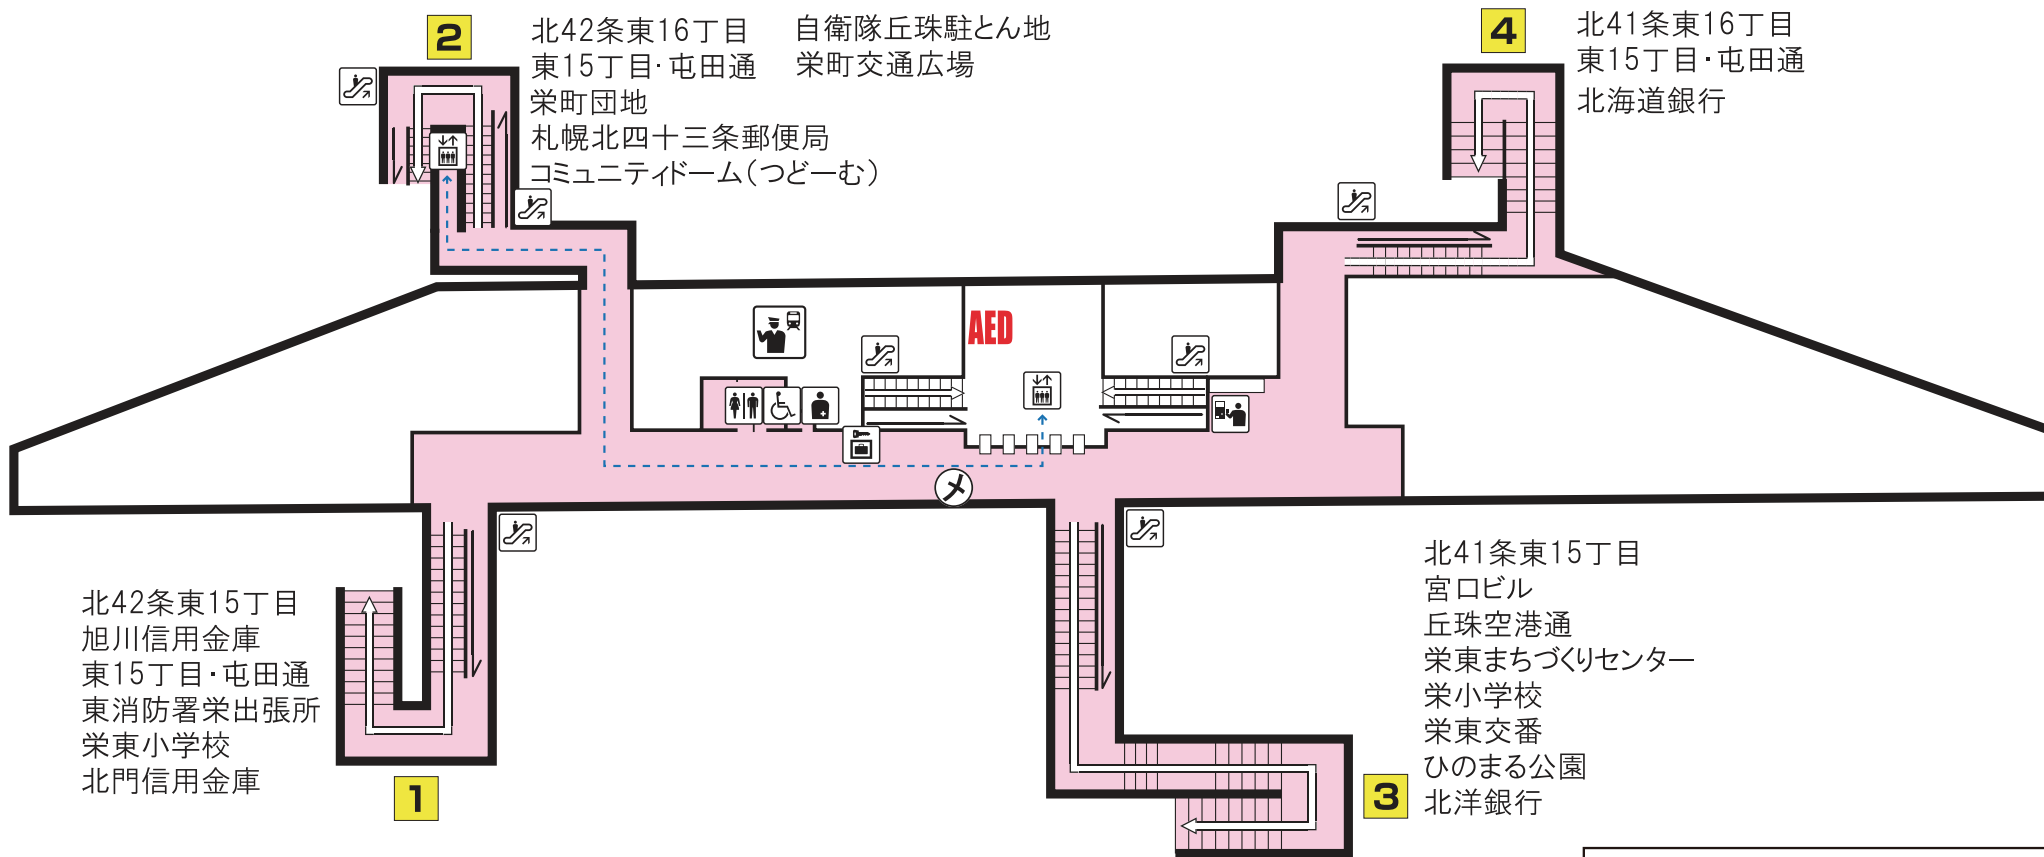 2
北42条東16丁目
東15丁目・屯田通
栄町団地
札幌北四十三条郵便局
コミュニティドーム(つどーむ)
自衛隊丘珠駐とん地
栄町交通広場
4
北41条東16丁目
東15丁目・屯田通
北海道銀行
AED
メ
北42条東15丁目
旭川信用金庫
東15丁目・屯田通
東消防署栄出張所
栄東小学校
北門信用金庫
1
3
北41条東15丁目
宮口ビル
丘珠空港通
栄東まちづくりセンター
栄小学校
栄東交番
ひのまる公園
北洋銀行